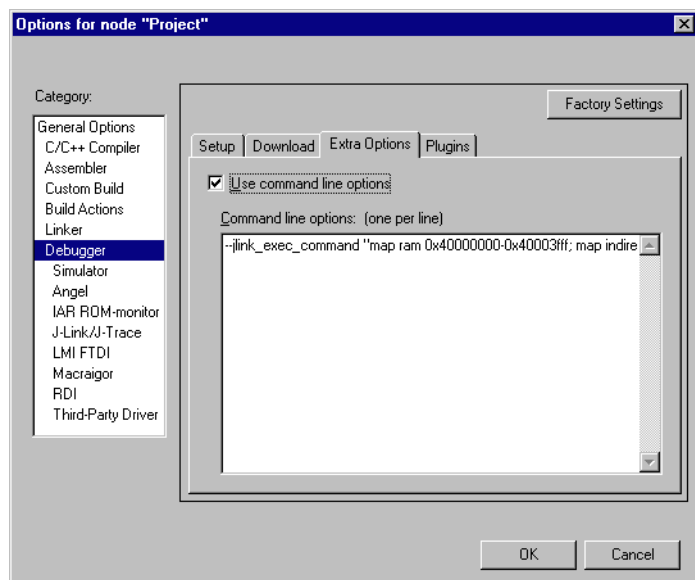 Options for node "Project"
Category:
Factory Settings
General Options
C/C++ Compiler
Assembler
Custom Build
Build Actions
Linker
Debugger
Simulator
Angel
IAR ROM-monitor
J-Link/J-Trace
LMI FTDI
Macraigor
RDI
Third-Party Driver
Setup Download Extra Options Plugins
Use command line options
Command line options: (one per line)
--jlink_exec_command "map ram 0x40000000-0x40003fff; map indire
OK Cancel